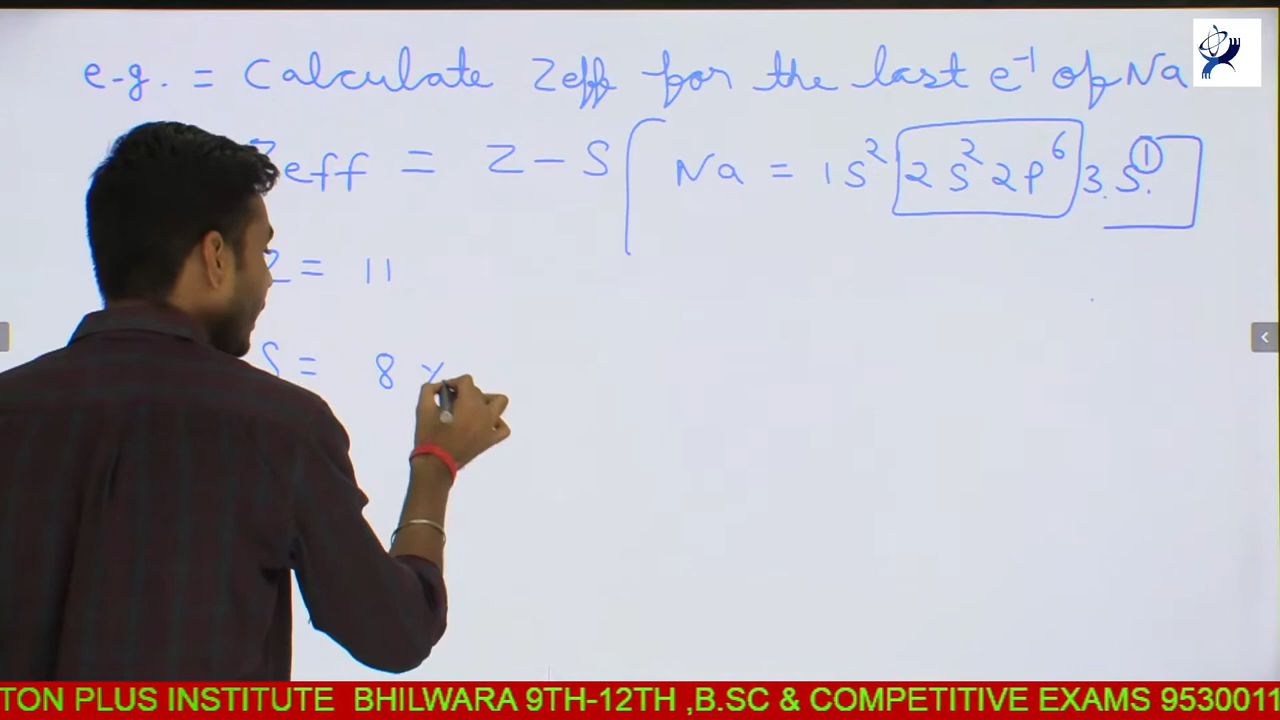 e.g. = Calculate Zeff for the last e⁻¹ of Na
Zeff = Z - S
Na = 1S² 2S² 2P⁶ 3S¹
Z = 11
S = 8 ×
TON PLUS INSTITUTE BHILWARA 9TH-12TH ,B.SC & COMPETITIVE EXAMS 9530011